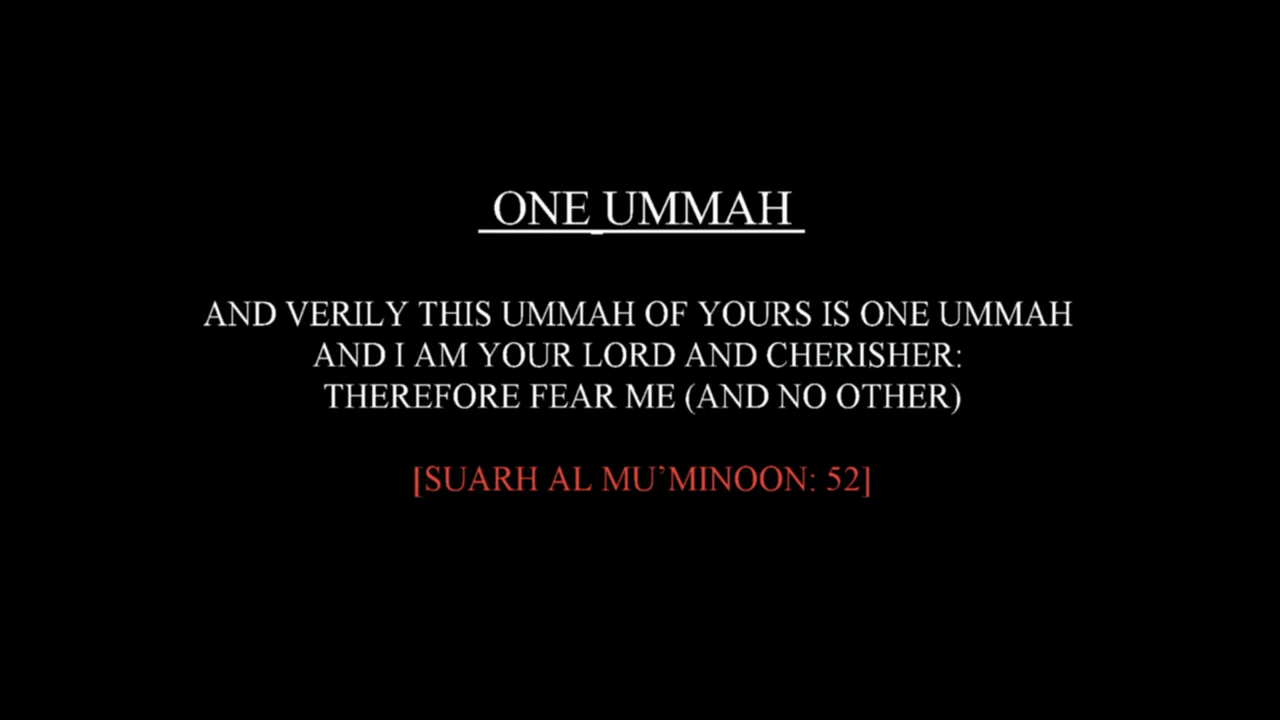 ONE UMMAH
AND VERILY THIS UMMAH OF YOURS IS ONE UMMAH
AND I AM YOUR LORD AND CHERISHER:
THEREFORE FEAR ME (AND NO OTHER)
[SUARH AL MU’MINOON: 52]